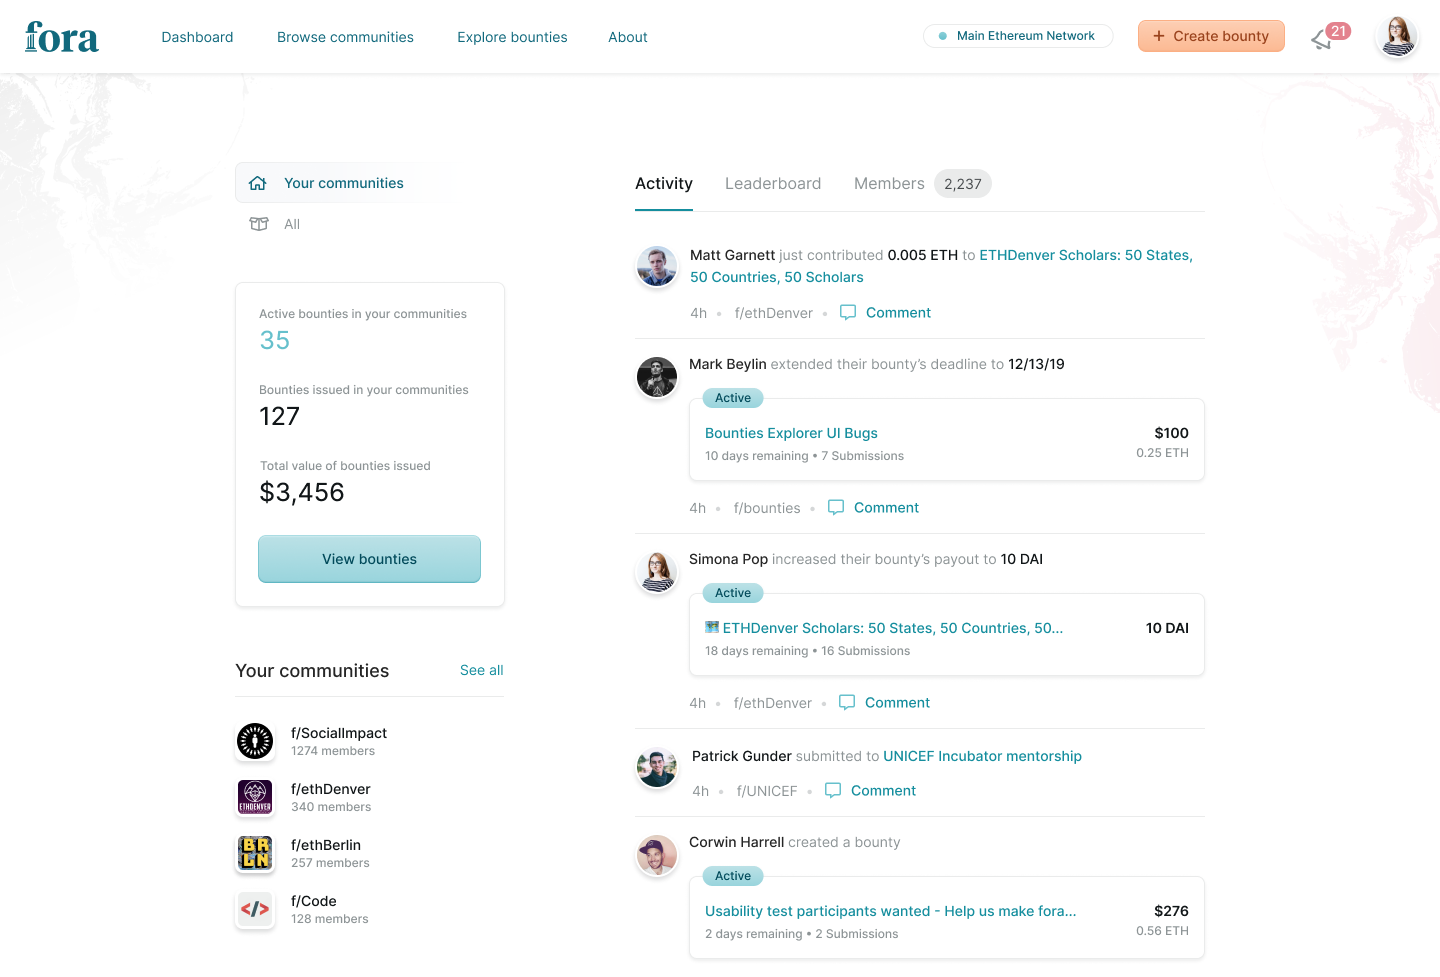 fora
Dashboard
Browse communities
Explore bounties
About
Main Ethereum Network
+ Create bounty
21
Your communities
All
Active bounties in your communities
35
Bounties issued in your communities
127
Total value of bounties issued
$3,456
View bounties
Your communities
See all
f/SocialImpact
1274 members
f/ethDenver
340 members
ETHDENVER
f/ethBerlin
257 members
BR
LN
f/Code
128 members
</>
Activity
Leaderboard
Members 2,237
Matt Garnett just contributed 0.005 ETH to ETHDenver Scholars: 50 States,
50 Countries, 50 Scholars
4h • f/ethDenver • Comment
Mark Beylin extended their bounty’s deadline to 12/13/19
Active
Bounties Explorer UI Bugs
$100
10 days remaining • 7 Submissions
0.25 ETH
4h • f/bounties • Comment
Simona Pop increased their bounty’s payout to 10 DAI
Active
ETHDenver Scholars: 50 States, 50 Countries, 50...
10 DAI
18 days remaining • 16 Submissions
4h • f/ethDenver • Comment
Patrick Gunder submitted to UNICEF Incubator mentorship
4h • f/UNICEF • Comment
Corwin Harrell created a bounty
Active
Usability test participants wanted - Help us make fora...
$276
2 days remaining • 2 Submissions
0.56 ETH